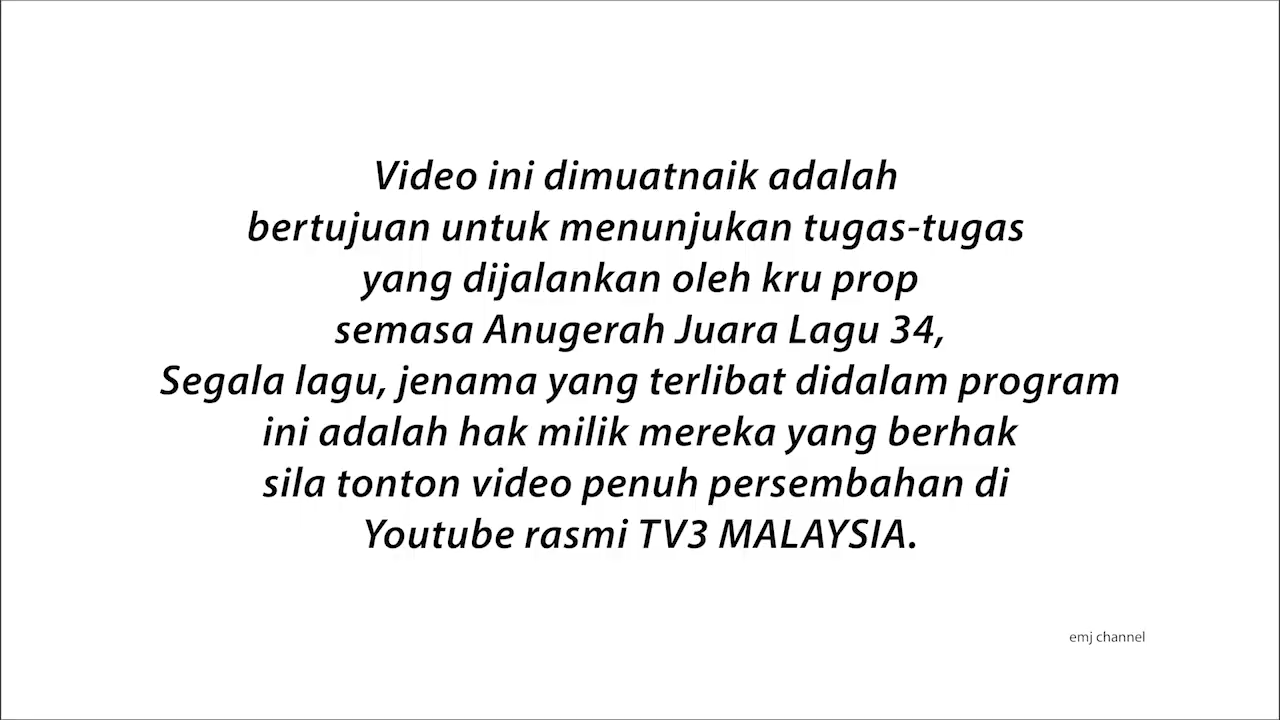 Video ini dimuatnaik adalah
bertujuan untuk menunjukan tugas-tugas
yang dijalankan oleh kru prop
semasa Anugerah Juara Lagu 34,
Segala lagu, jenama yang terlibat didalam program
ini adalah hak milik mereka yang berhak
sila tonton video penuh persembahan di
Youtube rasmi TV3 MALAYSIA.
emj channel